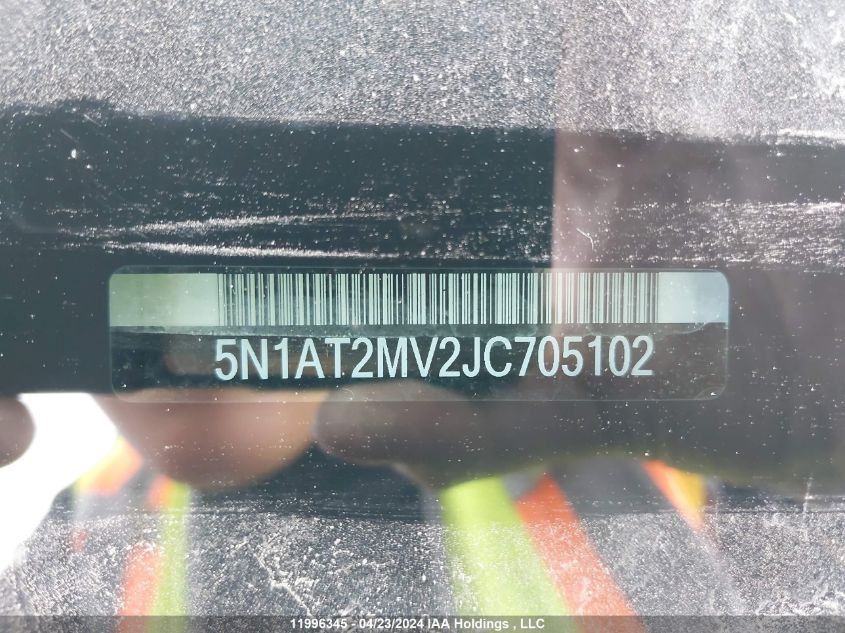 5N1AT2MV2JC705102
11996345 - 04/23/2024 IAA Holdings , LLC